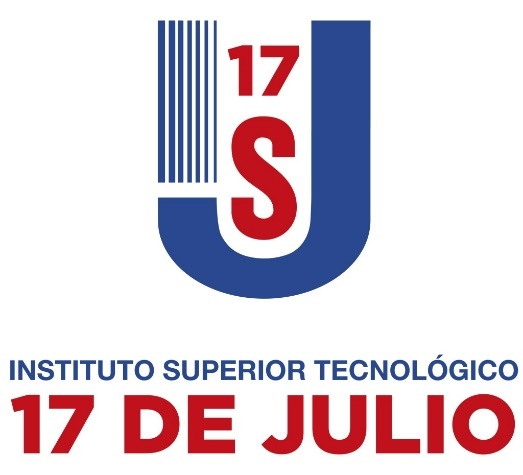 17
S
J
INSTITUTO SUPERIOR TECNOLÓGICO
17 DE JULIO